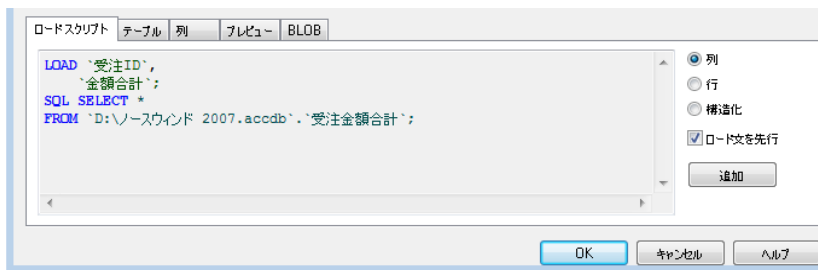 ロードスクリプト テーブル 列 プレビュー BLOB
LOAD `受注ID`,
`金額合計`;
SQL SELECT *
FROM `D:\ノースウィンド 2007.accdb`.`受注金額合計`;
列
行
構造化
ロード文を先行
追加
OK キャンセル ヘルプ